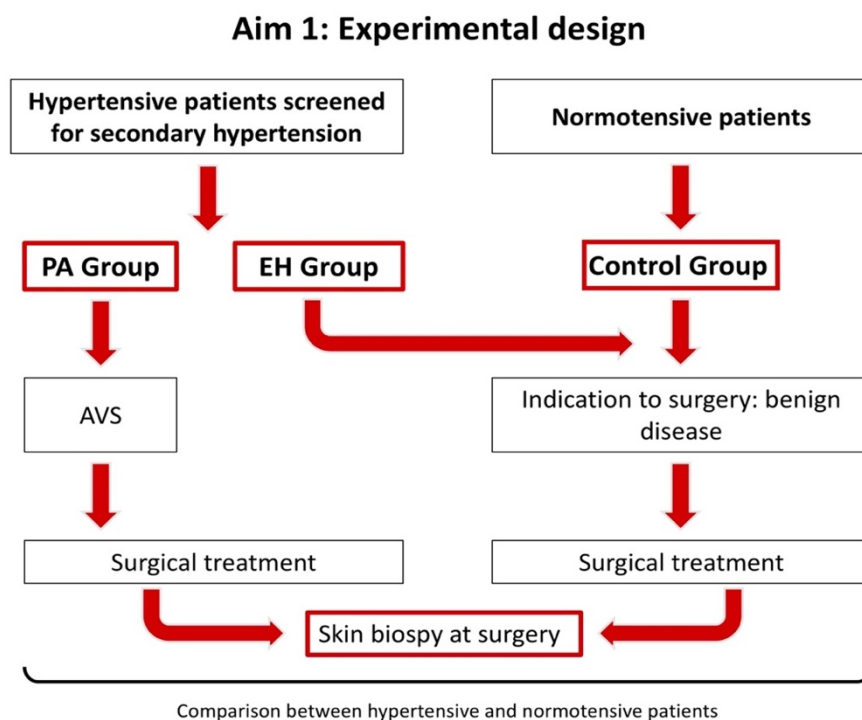 Aim 1: Experimental design
Hypertensive patients screened
for secondary hypertension
Normotensive patients
PA Group
EH Group
Control Group
AVS
Indication to surgery: benign
disease
Surgical treatment
Surgical treatment
Skin biospy at surgery
Comparison between hypertensive and normotensive patients